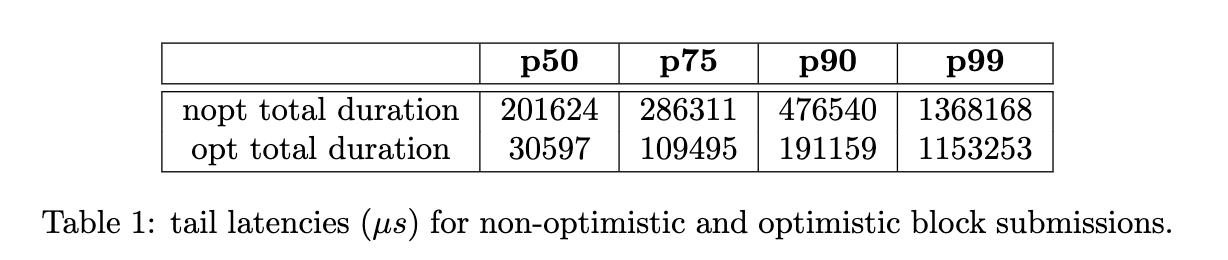 p50 p75 p90 p99
nopt total duration 201624 286311 476540 1368168
opt total duration 30597 109495 191159 1153253
Table 1: tail latencies (μs) for non-optimistic and optimistic block submissions.